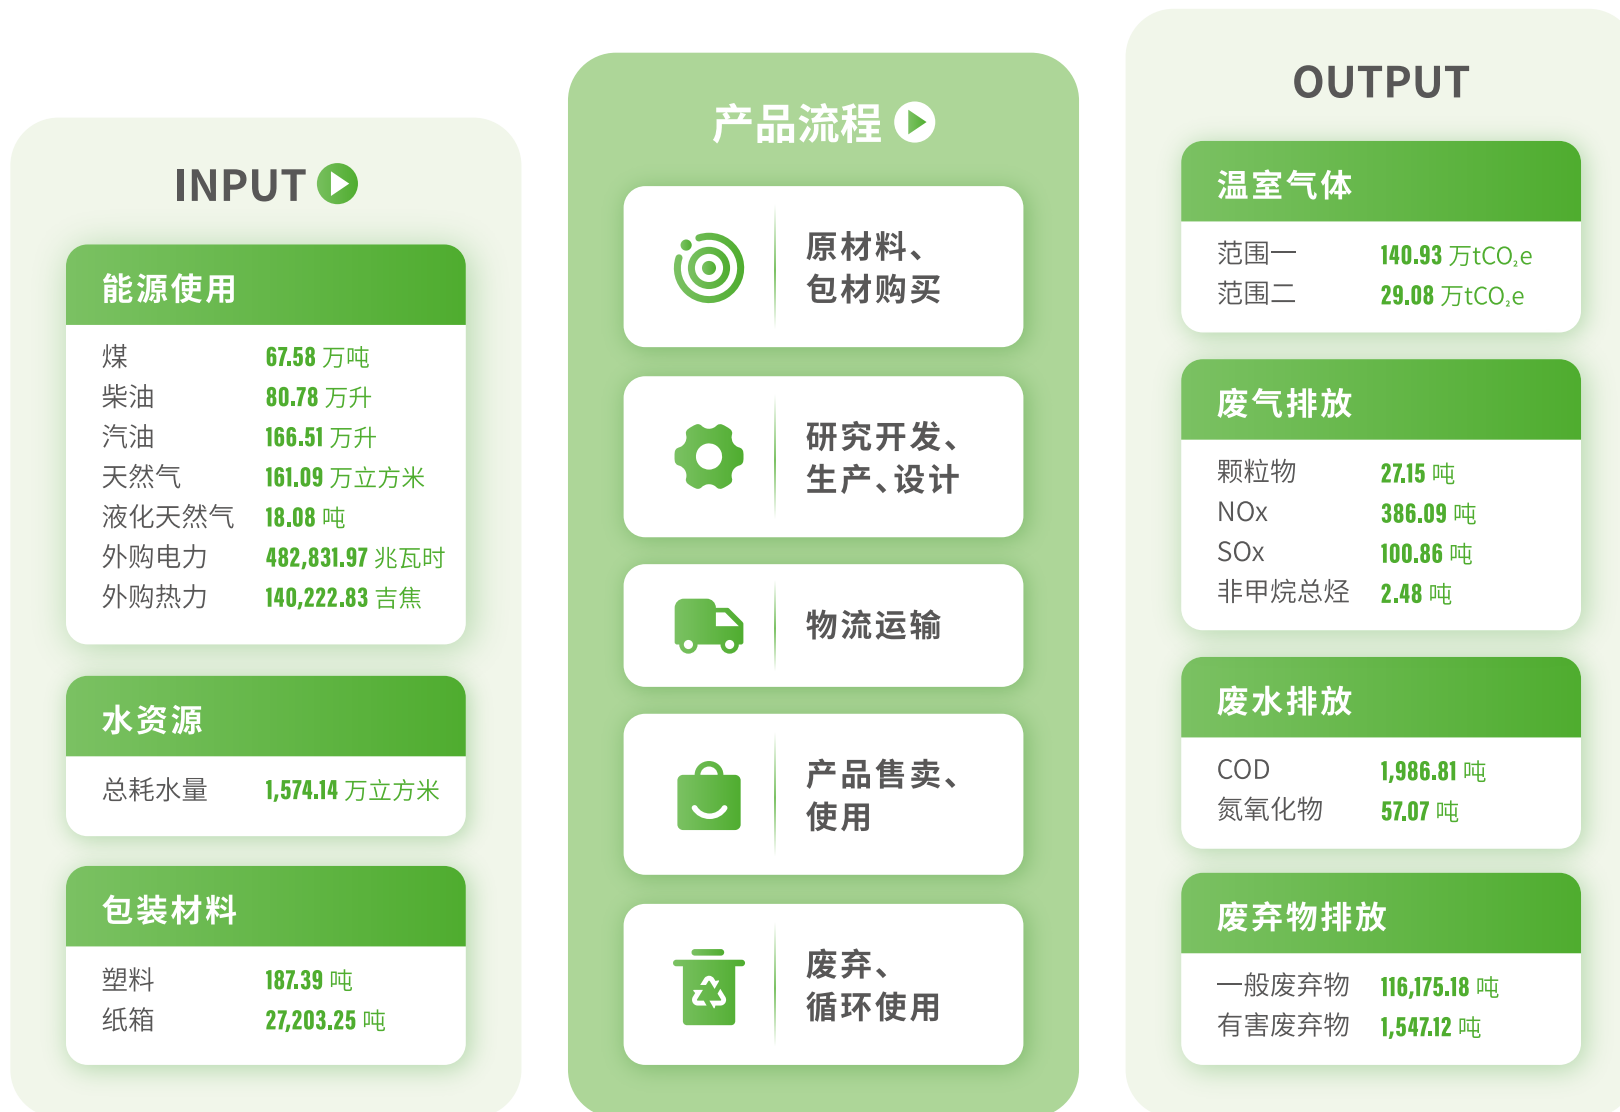 INPUT
能源使用
煤 67.58 万吨
柴油 80.78 万升
汽油 166.51 万升
天然气 161.09 万立方米
液化天然气 18.08 吨
外购电力 482,831.97 兆瓦时
外购热力 140,222.83 吉焦
水资源
总耗水量 1,574.14 万立方米
包装材料
塑料 187.39 吨
纸箱 27,203.25 吨
产品流程
原材料、
包材购买
研究开发、
生产、设计
物流运输
产品售卖、
使用
废弃、
循环使用
OUTPUT
温室气体
范围一 140.93 万tCO₂e
范围二 29.08 万tCO₂e
废气排放
颗粒物 27.15 吨
NOx 386.09 吨
SOx 100.86 吨
非甲烷总烃 2.48 吨
废水排放
COD 1,986.81 吨
氮氧化物 57.07 吨
废弃物排放
一般废弃物 116,175.18 吨
有害废弃物 1,547.12 吨